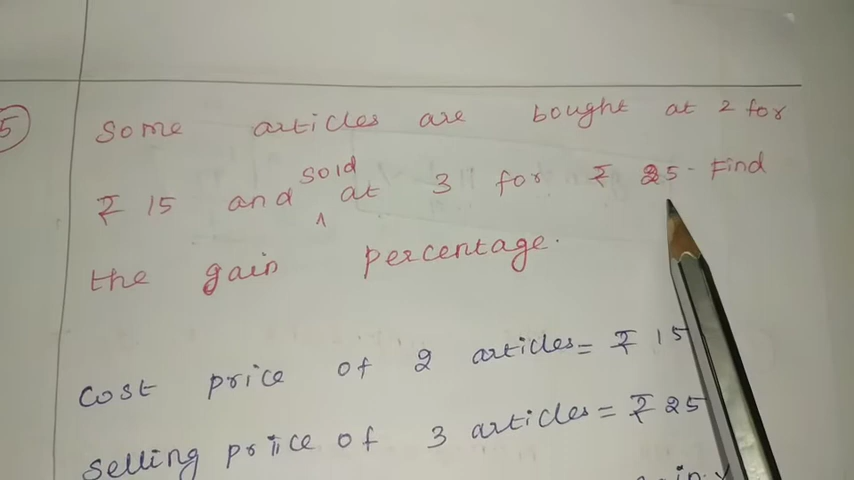 5
Some articles are bought at 2 for
₹ 15 and sold at 3 for ₹ 25. Find
the gain percentage.
Cost price of 2 articles = ₹ 15
Selling price of 3 articles = ₹ 25